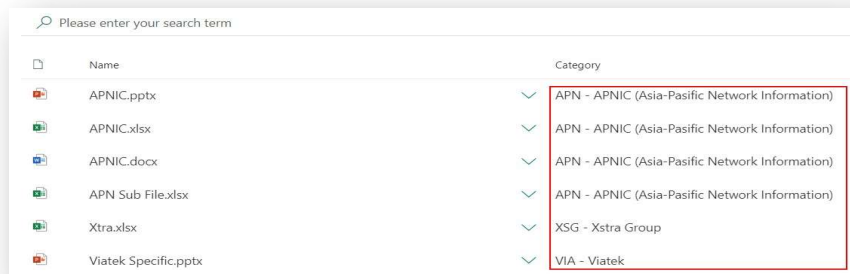 Please enter your search term
Name Category
APNIC.pptx APN - APNIC (Asia-Pasific Network Information)
APNIC.xlsx APN - APNIC (Asia-Pasific Network Information)
APNIC.docx APN - APNIC (Asia-Pasific Network Information)
APN Sub File.xlsx APN - APNIC (Asia-Pasific Network Information)
Xtra.xlsx XSG - Xstra Group
Viatek Specific.pptx VIA - Viatek